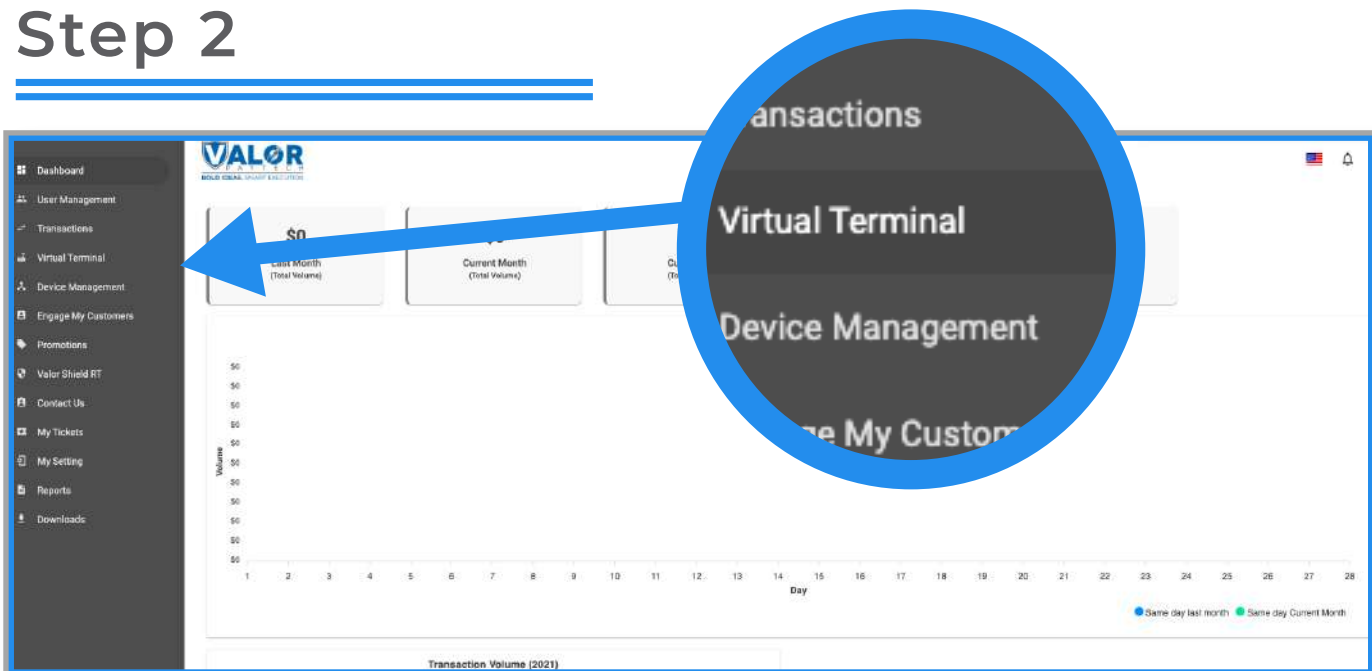 Step 2
VALOR
PAYTECH
BOLD IDEAS. SMART EXECUTION
Dashboard
User Management
Transactions
Virtual Terminal
Device Management
Engage My Customers
Promotions
Valor Shield RT
Contact Us
My Tickets
My Setting
Reports
Downloads
$0
Last Month
(Total Volume)
Current Month
(Total Volume)
ansactions
Virtual Terminal
Device Management
ge My Custom
Volume
$0
$0
$0
$0
$0
$0
$0
$0
$0
$0
$0
1 2 3 4 5 6 7 8 9 10 11 12 13 14 15 16 17 18 19 20 21 22 23 24 25 26 27 28
Day
Same day last month Same day Current Month
Transaction Volume (2021)